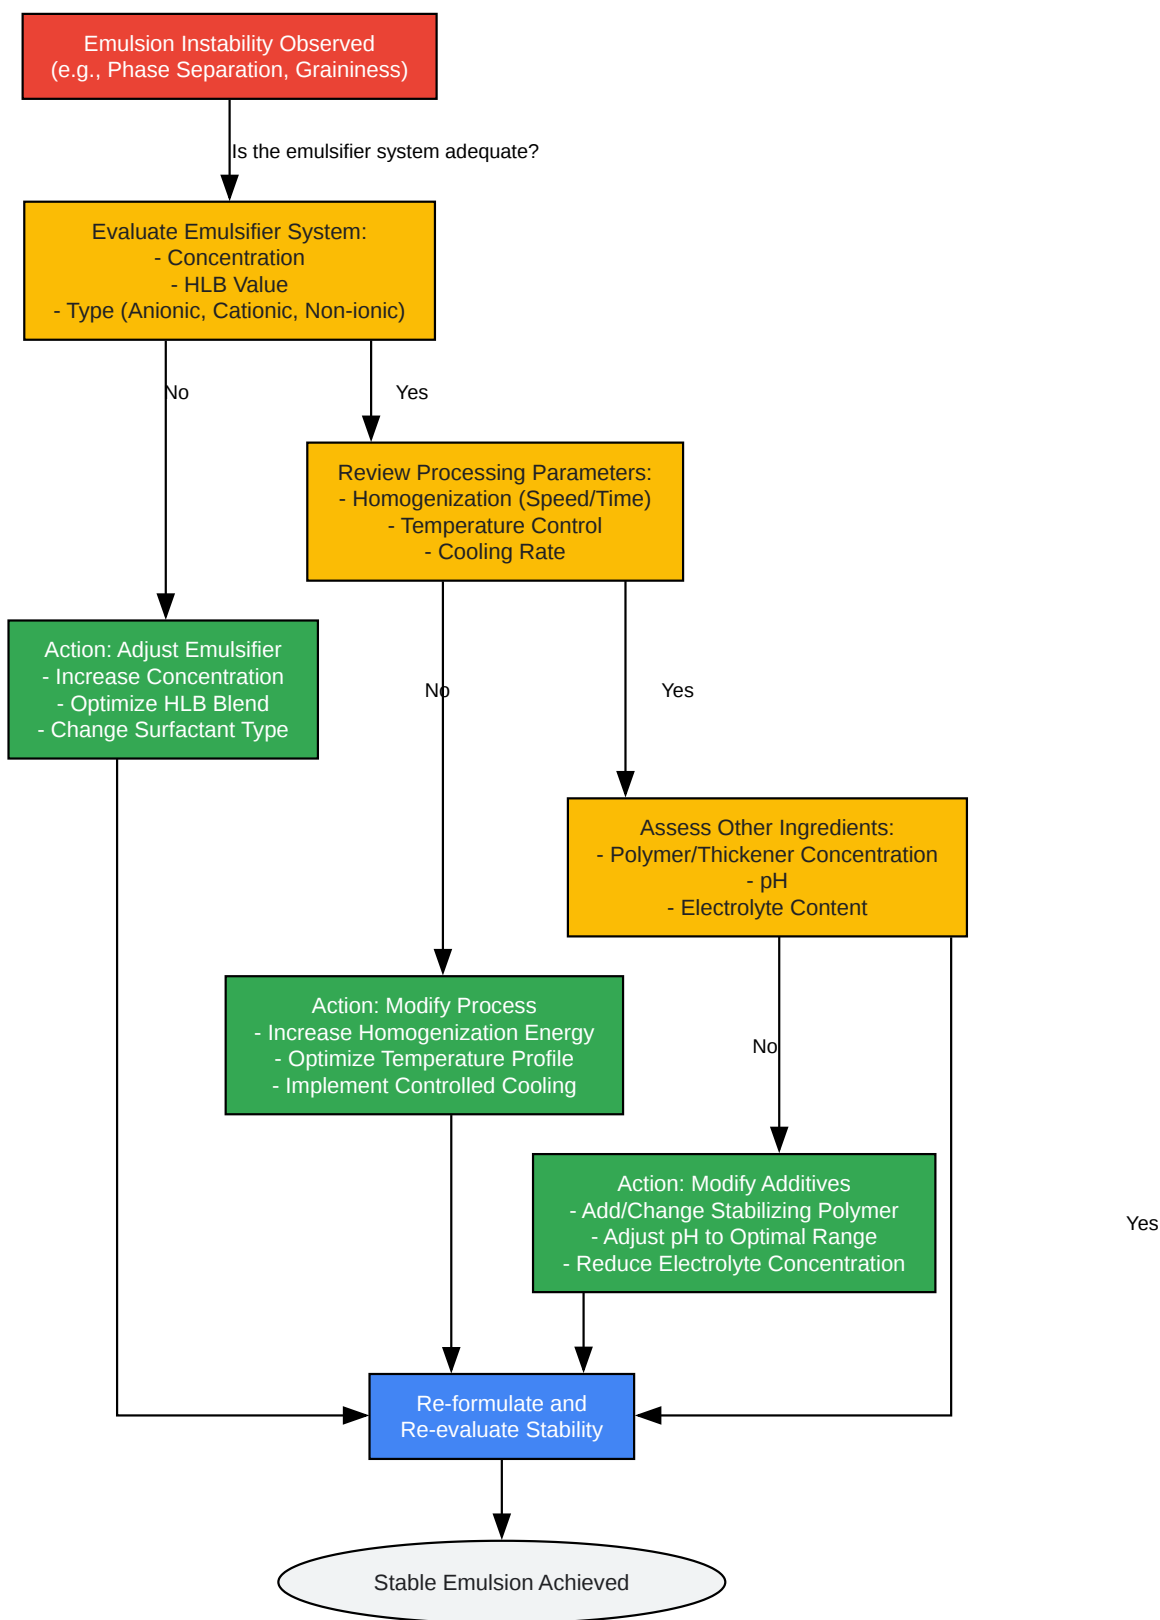 Emulsion Instability Observed
(e.g., Phase Separation, Graininess)
Is the emulsifier system adequate?
Evaluate Emulsifier System:
- Concentration
- HLB Value
- Type (Anionic, Cationic, Non-ionic)
No
Yes
Review Processing Parameters:
- Homogenization (Speed/Time)
- Temperature Control
- Cooling Rate
Action: Adjust Emulsifier
- Increase Concentration
- Optimize HLB Blend
- Change Surfactant Type
No
Yes
Assess Other Ingredients:
- Polymer/Thickener Concentration
- pH
- Electrolyte Content
Action: Modify Process
- Increase Homogenization Energy
- Optimize Temperature Profile
- Implement Controlled Cooling
No
Action: Modify Additives
- Add/Change Stabilizing Polymer
- Adjust pH to Optimal Range
- Reduce Electrolyte Concentration
Yes
Re-formulate and
Re-evaluate Stability
Stable Emulsion Achieved